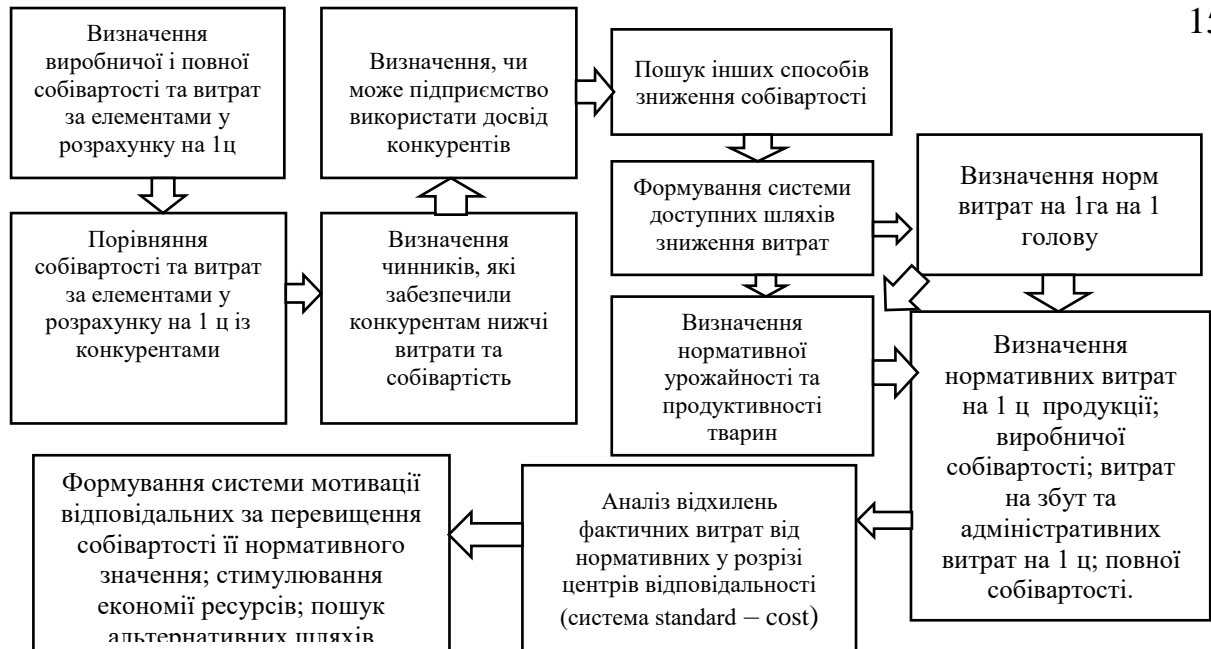 15
Визначення
виробничої і повної
собівартості та витрат
за елементами у
розрахунку на 1ц
Порівняння
собівартості та витрат
за елементами у
розрахунку на 1 ц із
конкурентами
Визначення
чинників, які
забезпечили
конкурентам нижчі
витрати та
собівартість
Визначення, чи
може підприємство
використати досвід
конкурентів
Пошук інших способів
зниження собівартості
Формування системи
доступних шляхів
зниження витрат
Визначення норм
витрат на 1га на 1
голову
Визначення
нормативної
урожайності та
продуктивності
тварин
Визначення
нормативних витрат
на 1 ц продукції;
виробничої
собівартості; витрат
на збут та
адміністративних
витрат на 1 ц; повної
собівартості.
Аналіз відхилень
фактичних витрат від
нормативних у розрізі
центрів відповідальності
(система standard – cost)
Формування системи мотивації
відповідальних за перевищення
собівартості її нормативного
значення; стимулювання
економії ресурсів; пошук
альтернативних шляхів